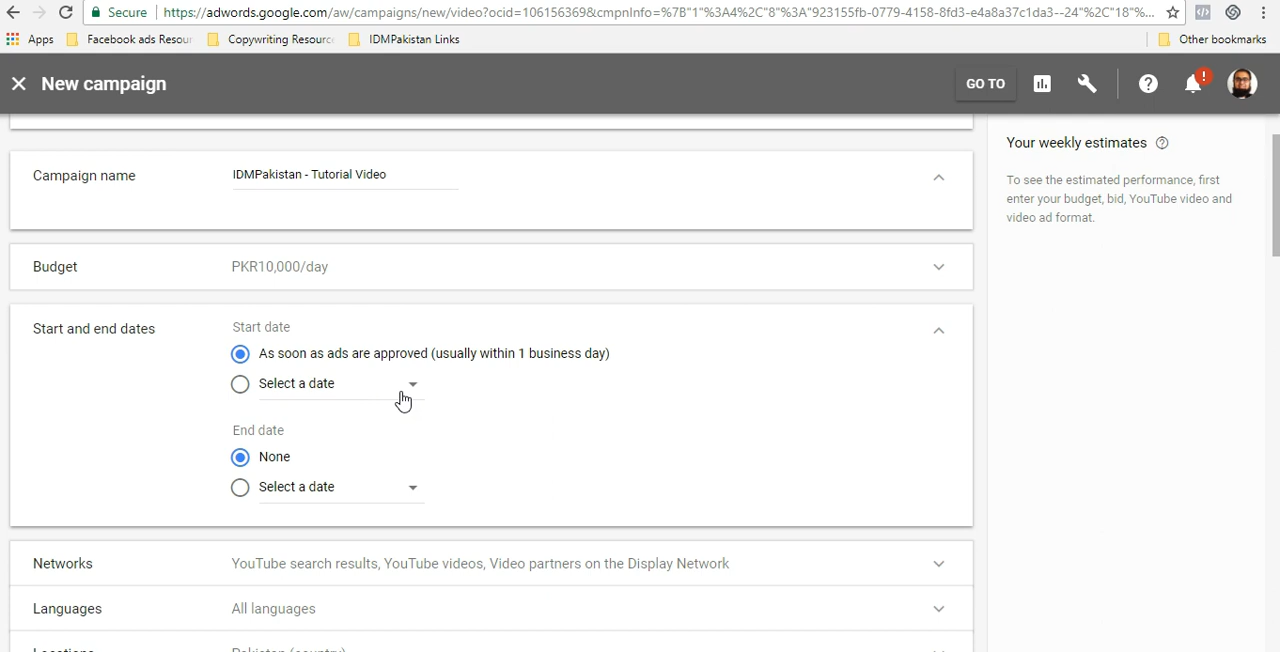 Secure https://adwords.google.com/aw/campaigns/new/video?ocid=106156369&cmpnInfo=%7B"1"%3A4%2C"8"%3A"923155fb-0779-4158-8fd3-e4a8a37c1da3--24"%2C"18"%...
Apps Facebook ads Resour Copywriting Resourc IDMPakistan Links Other bookmarks
New campaign GO TO
Campaign name IDMPakistan - Tutorial Video
Budget PKR10,000/day
Start and end dates Start date
As soon as ads are approved (usually within 1 business day)
Select a date
End date
None
Select a date
Networks YouTube search results, YouTube videos, Video partners on the Display Network
Languages All languages
Locations Pakistan (country)
Your weekly estimates
To see the estimated performance, first
enter your budget, bid, YouTube video and
video ad format.